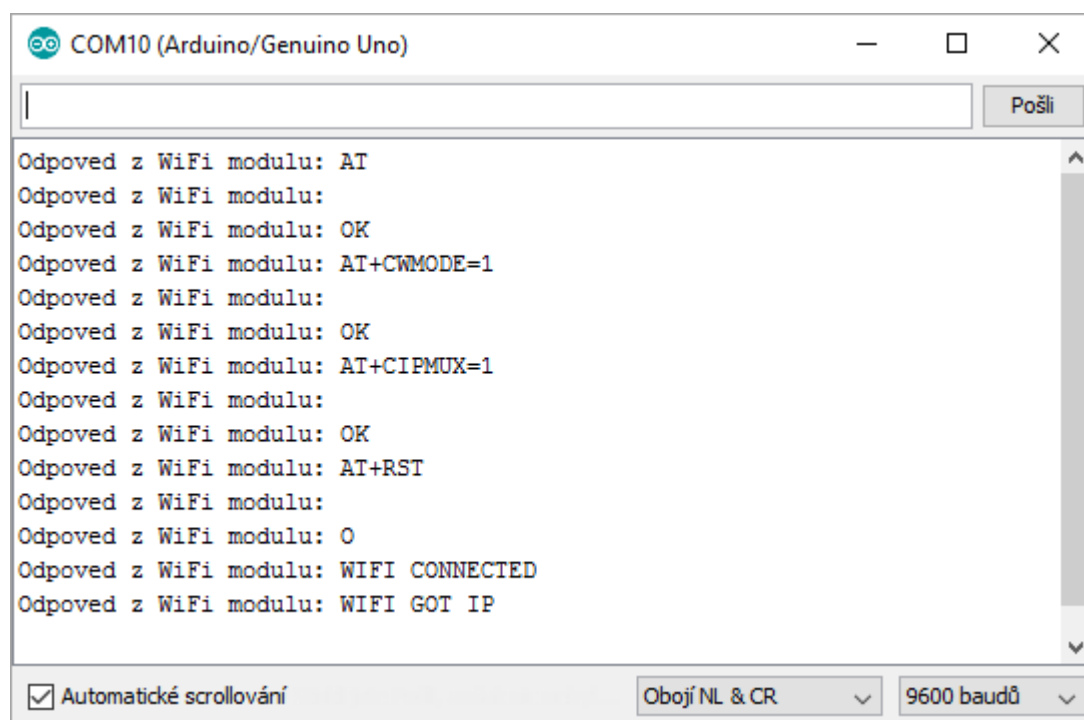 COM10 (Arduino/Genuino Uno)
Pošli
Odpoved z WiFi modulu: AT
Odpoved z WiFi modulu:
Odpoved z WiFi modulu: OK
Odpoved z WiFi modulu: AT+CWMODE=1
Odpoved z WiFi modulu:
Odpoved z WiFi modulu: OK
Odpoved z WiFi modulu: AT+CIPMUX=1
Odpoved z WiFi modulu:
Odpoved z WiFi modulu: OK
Odpoved z WiFi modulu: AT+RST
Odpoved z WiFi modulu:
Odpoved z WiFi modulu: O
Odpoved z WiFi modulu: WIFI CONNECTED
Odpoved z WiFi modulu: WIFI GOT IP
Automatické scrollování Obojí NL & CR 9600 baudů